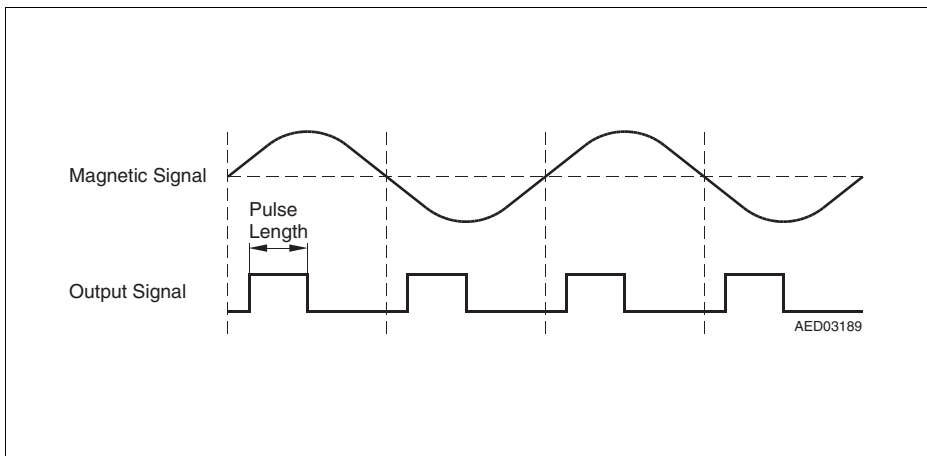 Magnetic Signal
Pulse
Length
Output Signal
AED03189